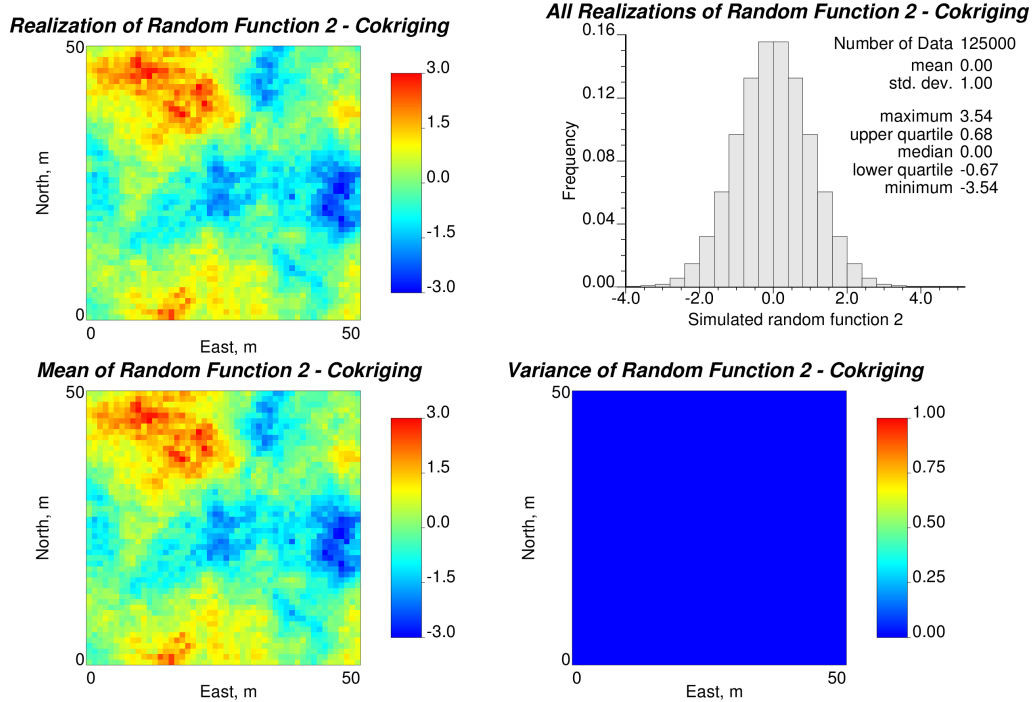 Realization of Random Function 2 - Cokriging
50
North, m
0
0
50
East, m
3.0
1.5
0.0
-1.5
-3.0
All Realizations of Random Function 2 - Cokriging
Frequency
0.16
0.12
0.08
0.04
0.00
-4.0 -2.0 0.0 2.0 4.0
Simulated random function 2
Number of Data 125000
mean 0.00
std. dev. 1.00
maximum 3.54
upper quartile 0.68
median 0.00
lower quartile -0.67
minimum -3.54
Mean of Random Function 2 - Cokriging
50
North, m
0
0
50
East, m
3.0
1.5
0.0
-1.5
-3.0
Variance of Random Function 2 - Cokriging
50
North, m
0
0
50
East, m
1.00
0.75
0.50
0.25
0.00